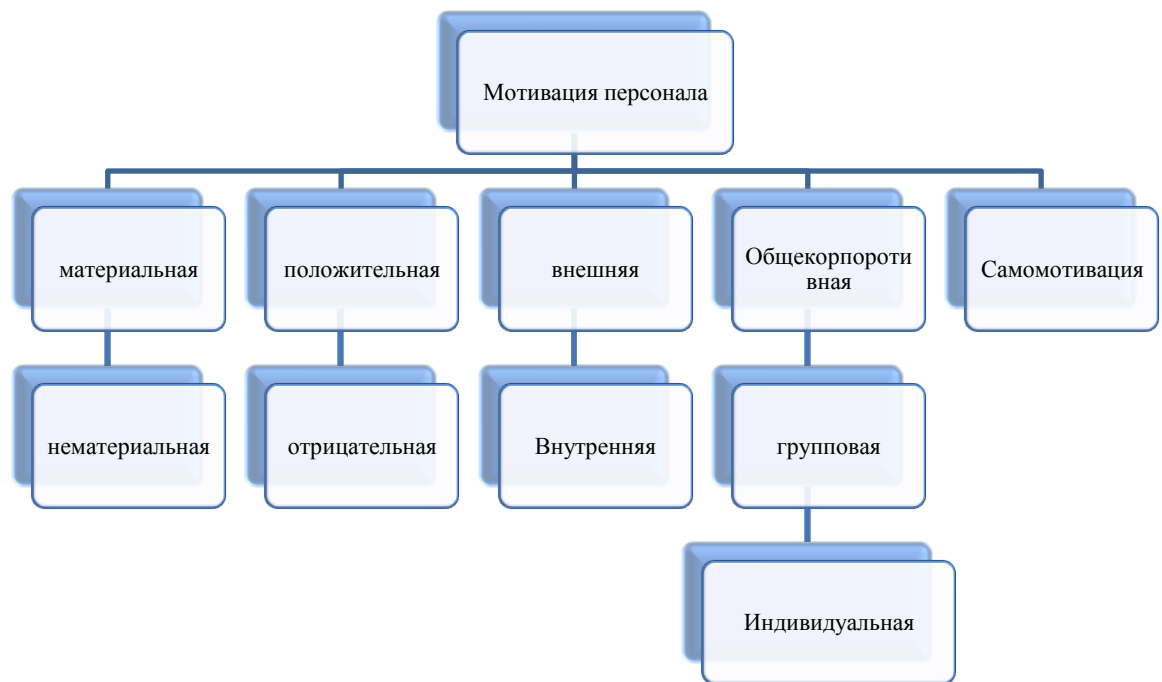 Мотивация персонала
материальная
положительная
внешняя
Общекорпороти
вная
Самомотивация
нематериальная
отрицательная
Внутренняя
групповая
Индивидуальная